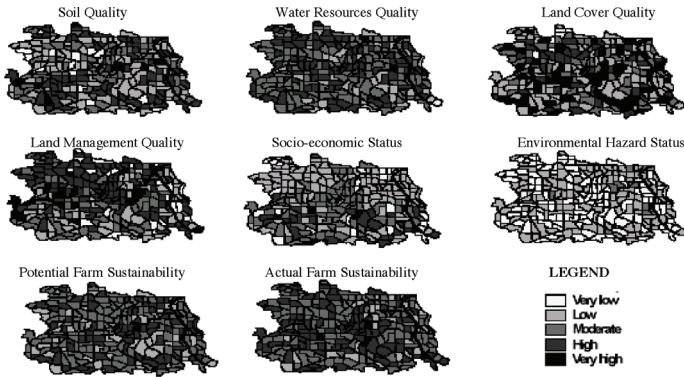 Soil Quality
Water Resources Quality
Land Cover Quality
Land Management Quality
Socio-economic Status
Environmental Hazard Status
Potential Farm Sustainability
Actual Farm Sustainability
LEGEND
Very low
Low
Moderate
High
Very high